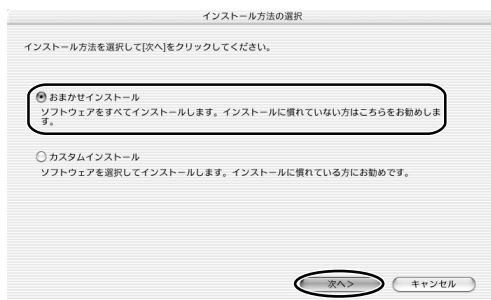 インストール方法の選択
インストール方法を選択して[次へ]をクリックしてください。
おまかせインストール
ソフトウェアをすべてインストールします。インストールに慣れていない方はこちらをお勧めしま
す。
カスタムインストール
ソフトウェアを選択してインストールします。インストールに慣れている方にお勧めです。
次へ> キャンセル